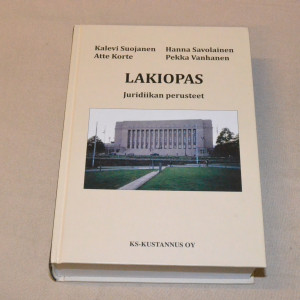 Kalevi Suojanen Hanna Savolainen
Atte Korte Pekka Vanhanen
LAKIOPAS
Juridiikan perusteet
KS-KUSTANNUS OY